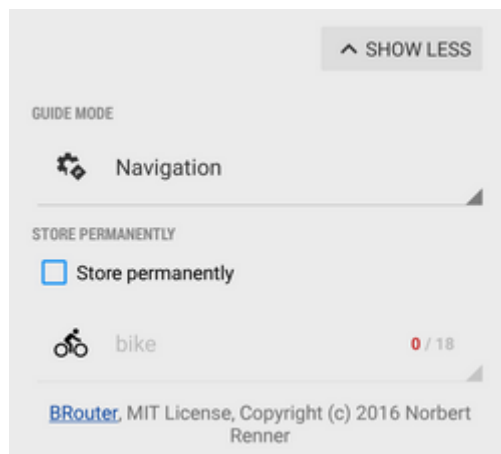 SHOW LESS
GUIDE MODE
Navigation
STORE PERMANENTLY
Store permanently
bike 0 / 18
BRouter, MIT License, Copyright (c) 2016 Norbert
Renner